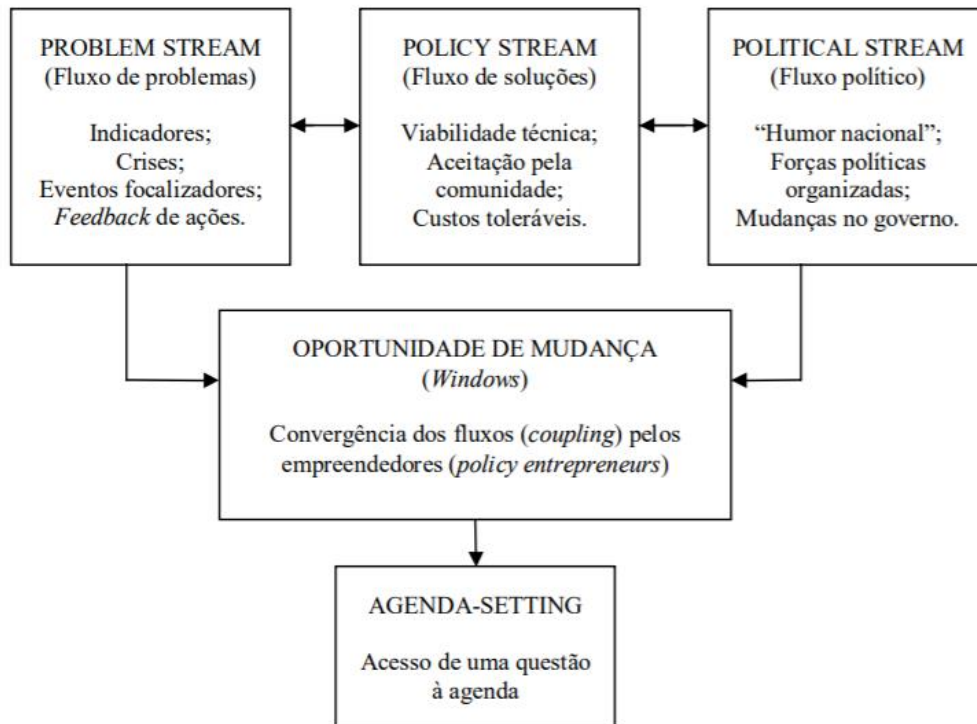 PROBLEM STREAM
(Fluxo de problemas)
Indicadores;
Crises;
Eventos focalizadores;
Feedback de ações.
POLICY STREAM
(Fluxo de soluções)
Viabilidade técnica;
Aceitação pela
comunidade;
Custos toleráveis.
POLITICAL STREAM
(Fluxo político)
“Humor nacional”;
Forças políticas
organizadas;
Mudanças no governo.
OPORTUNIDADE DE MUDANÇA
(Windows)
Convergência dos fluxos (coupling) pelos
empreendedores (policy entrepreneurs)
AGENDA-SETTING
Acesso de uma questão
à agenda